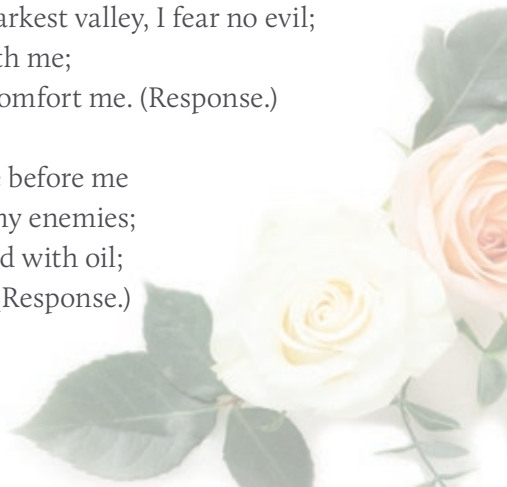 arkest valley, I fear no evil;
th me;
omfort me. (Response.)
e before me
ny enemies;
d with oil;
(Response.)